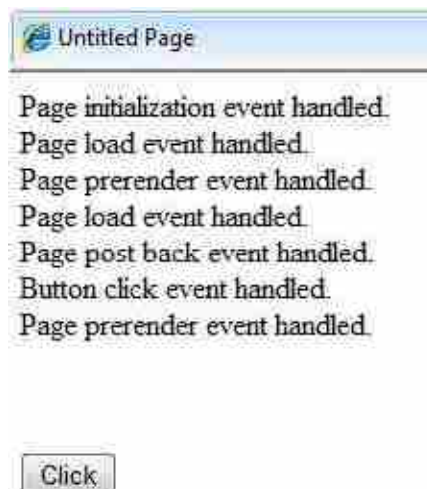 Untitled Page
Page initialization event handled.
Page load event handled.
Page prerender event handled.
Page load event handled.
Page post back event handled.
Button click event handled.
Page prerender event handled.
Click